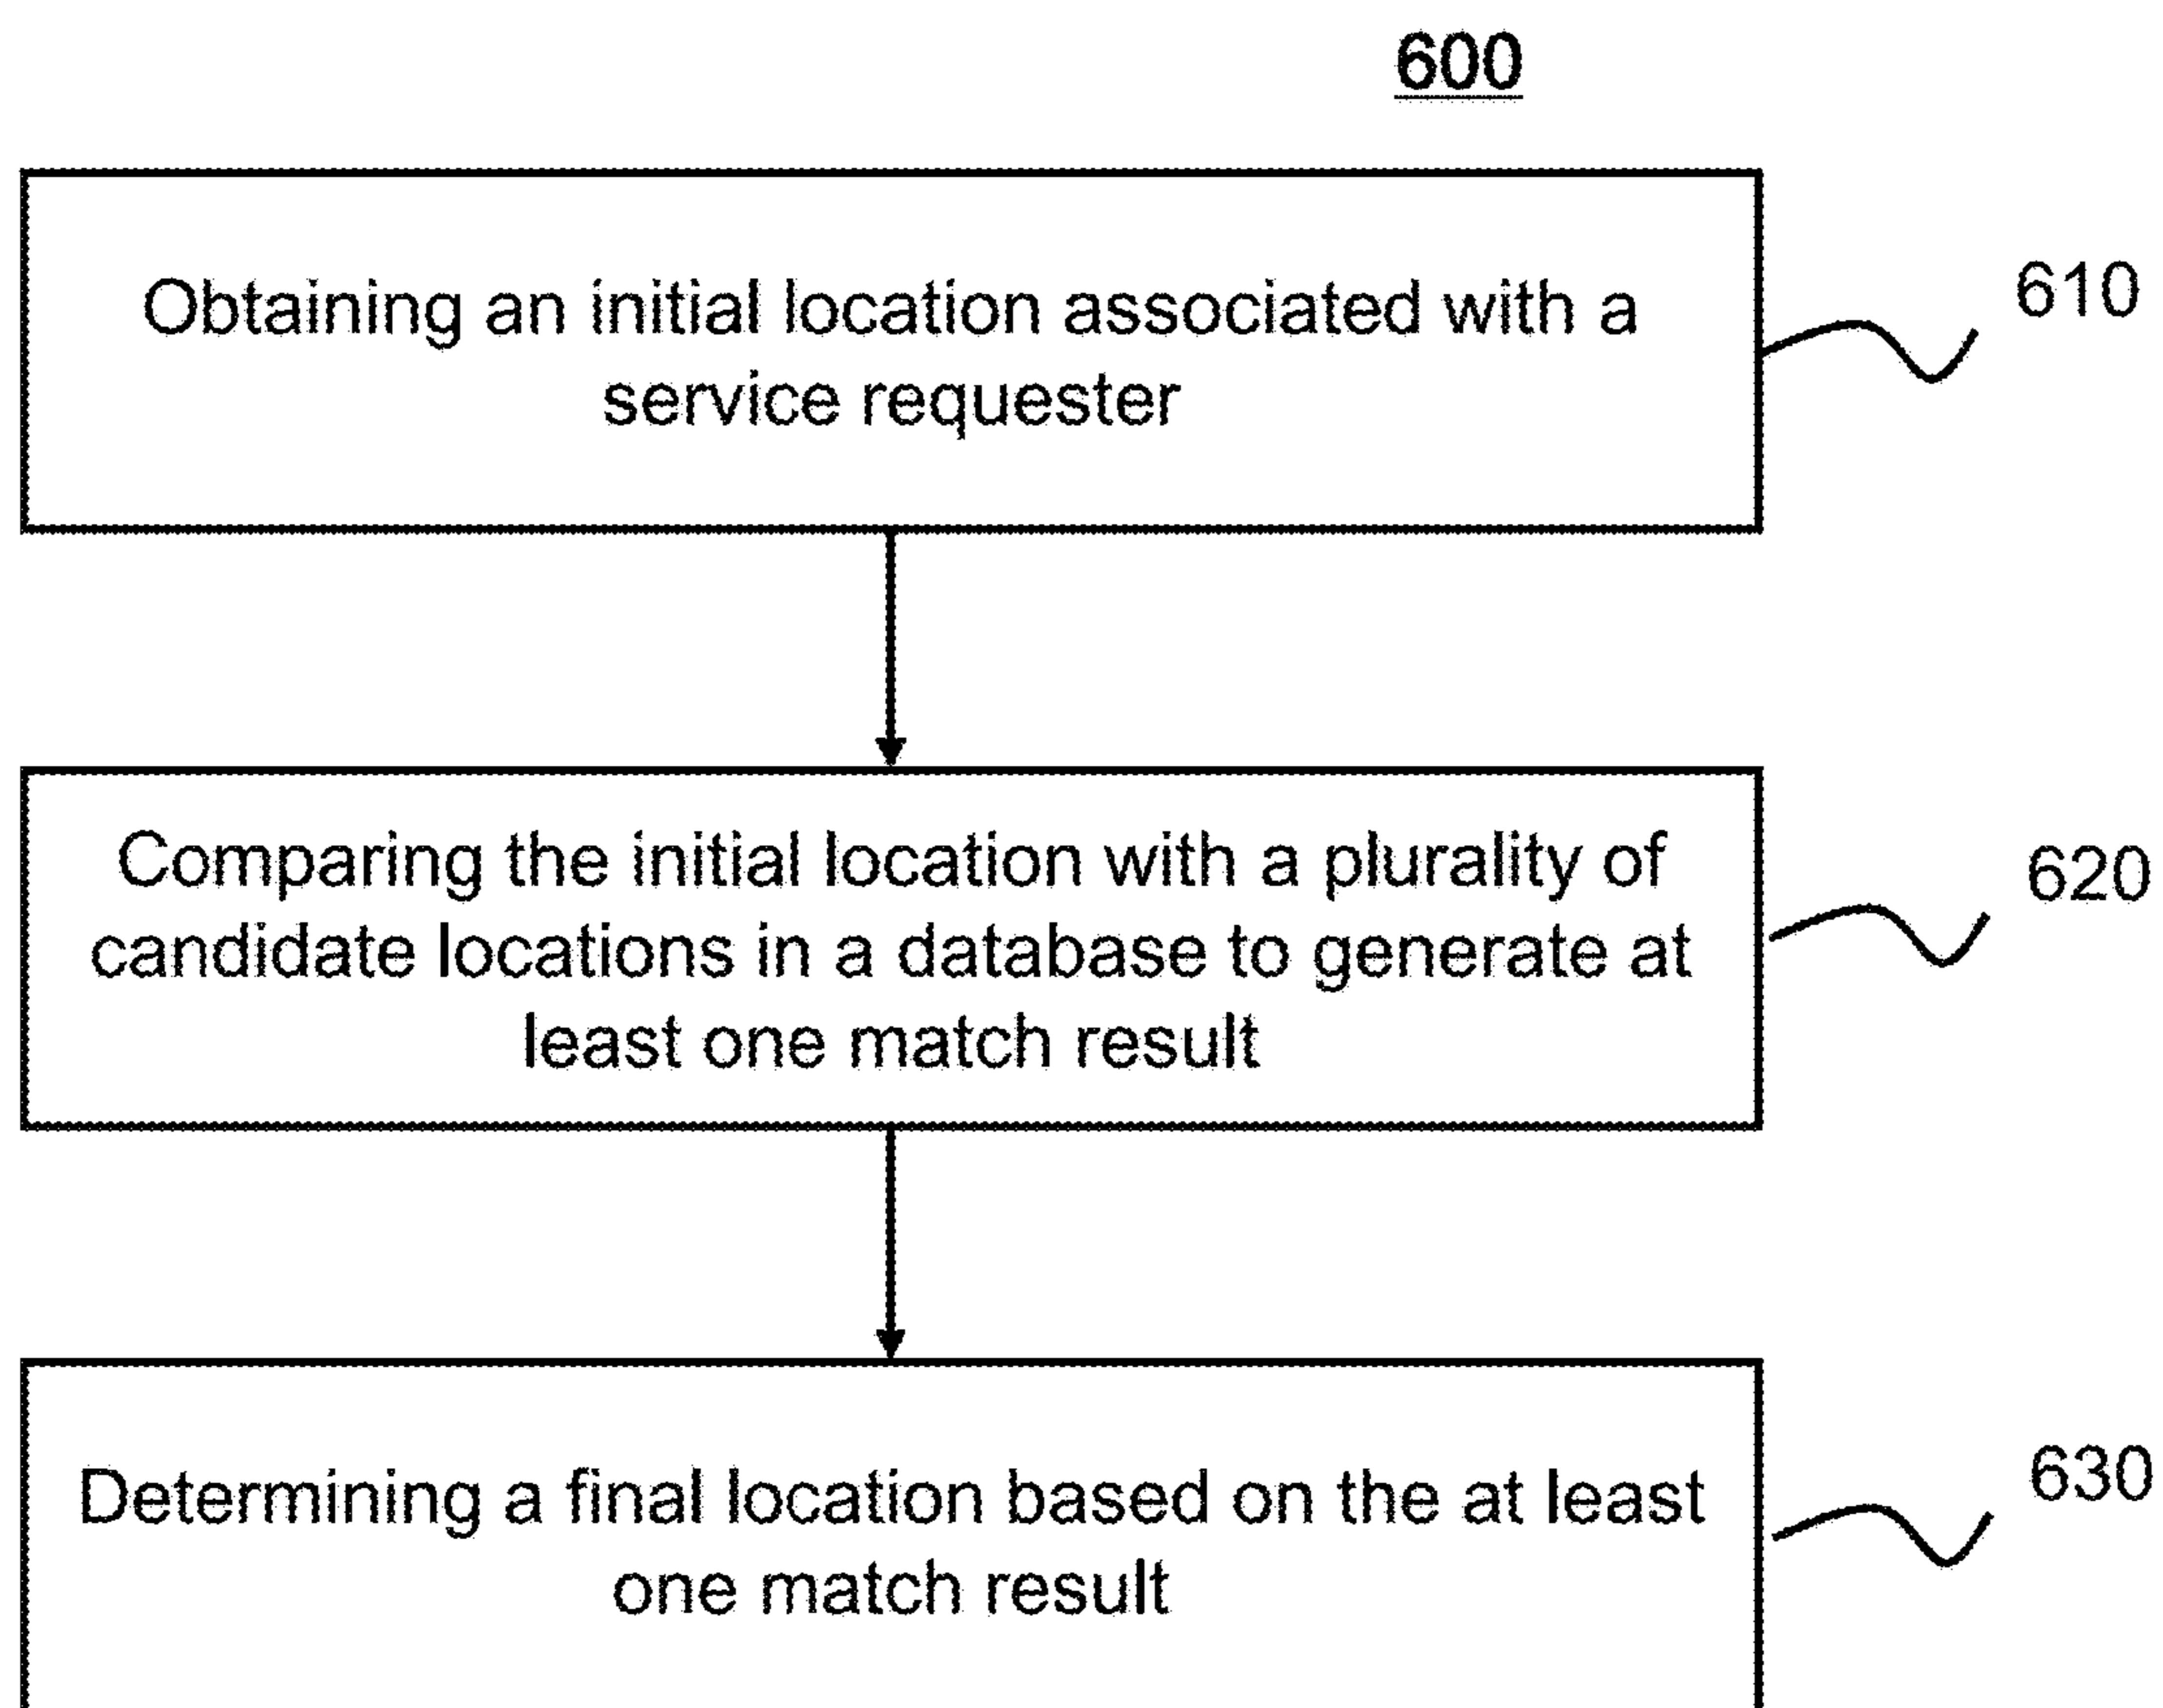 600
Obtaining an initial location associated with a
service requester
610
Comparing the initial location with a plurality of
candidate locations in a database to generate at
least one match result
620
Determining a final location based on the at least
one match result
630